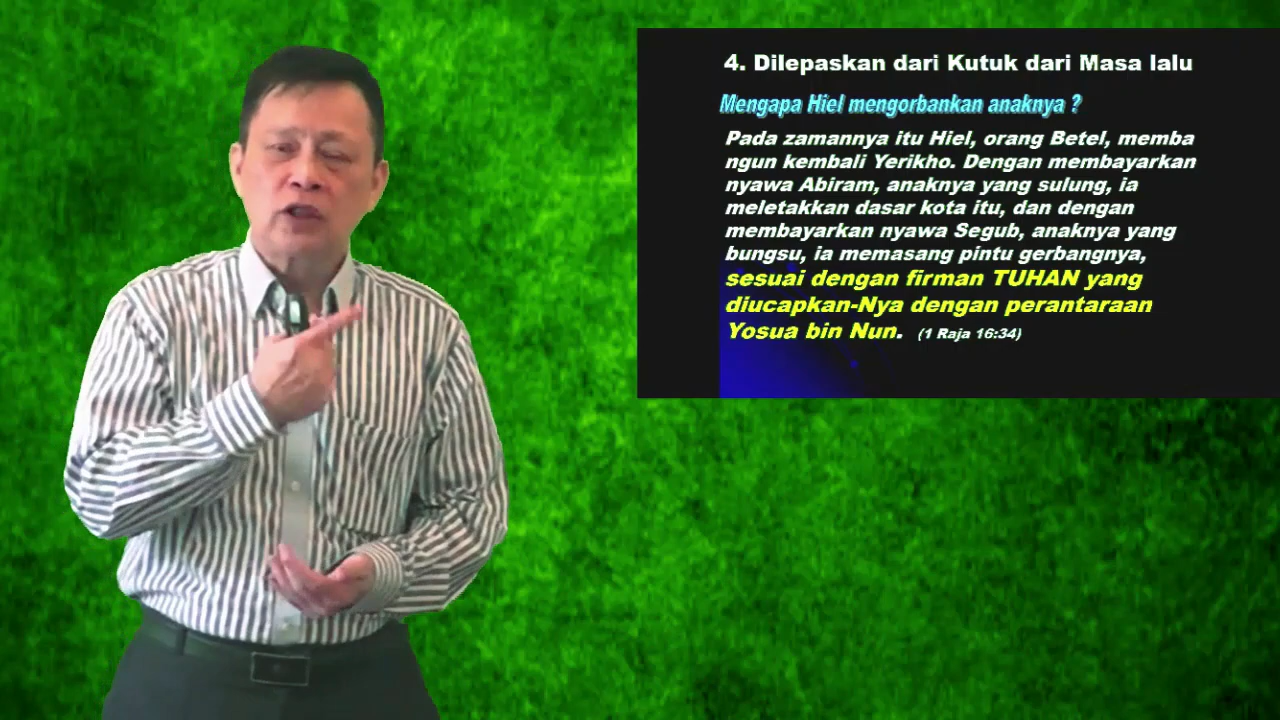 4. Dilepaskan dari Kutuk dari Masa lalu
Mengapa Hiel mengorbankan anaknya ?
Pada zamannya itu Hiel, orang Betel, memba
ngun kembali Yerikho. Dengan membayarkan
nyawa Abiram, anaknya yang sulung, ia
meletakkan dasar kota itu, dan dengan
membayarkan nyawa Segub, anaknya yang
bungsu, ia memasang pintu gerbangnya,
sesuai dengan firman TUHAN yang
diucapkan-Nya dengan perantaraan
Yosua bin Nun. (1 Raja 16:34)